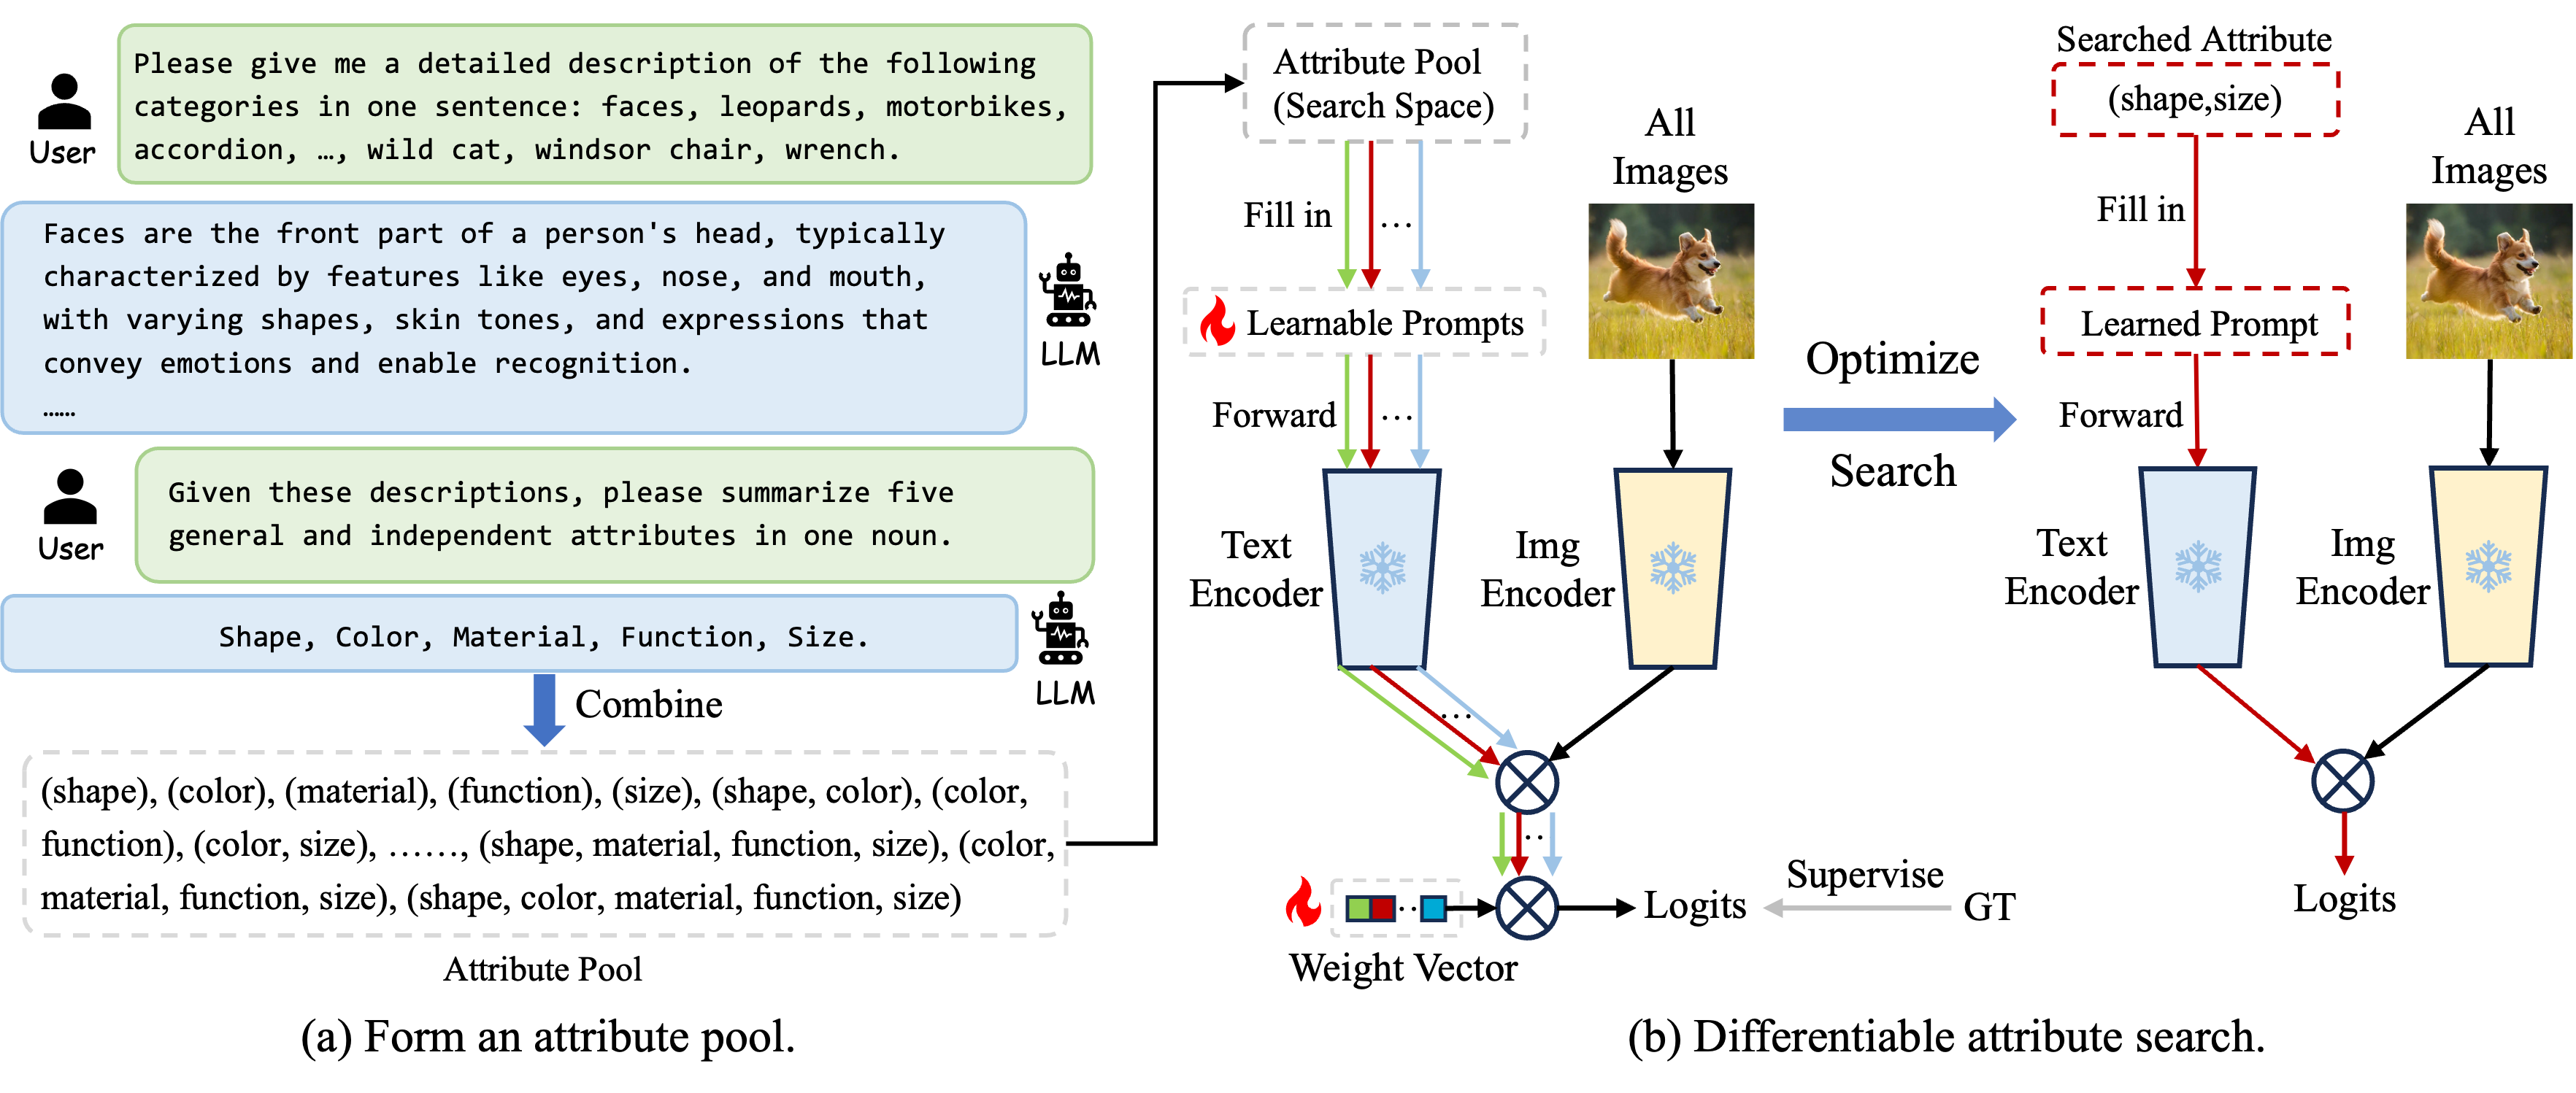 Please give me a detailed description of the following
categories in one sentence: faces, leopards, motorbikes,
accordion, …, wild cat, windsor chair, wrench.
User
Faces are the front part of a person's head, typically
characterized by features like eyes, nose, and mouth,
with varying shapes, skin tones, and expressions that
convey emotions and enable recognition.
……
LLM
Given these descriptions, please summarize five
general and independent attributes in one noun.
User
Shape, Color, Material, Function, Size.
LLM
Combine
(shape), (color), (material), (function), (size), (shape, color), (color,
function), (color, size), ……, (shape, material, function, size), (color,
material, function, size), (shape, color, material, function, size)
Attribute Pool
(a) Form an attribute pool.
Attribute Pool
(Search Space)
Fill in
…
Learnable Prompts
Forward
…
Text
Encoder
All
Images
Img
Encoder
…
..
Weight Vector
..
Logits
Supervise
GT
Optimize
Search
Searched Attribute
(shape,size)
Fill in
Learned Prompt
Forward
Text
Encoder
All
Images
Img
Encoder
Logits
(b) Differentiable attribute search.